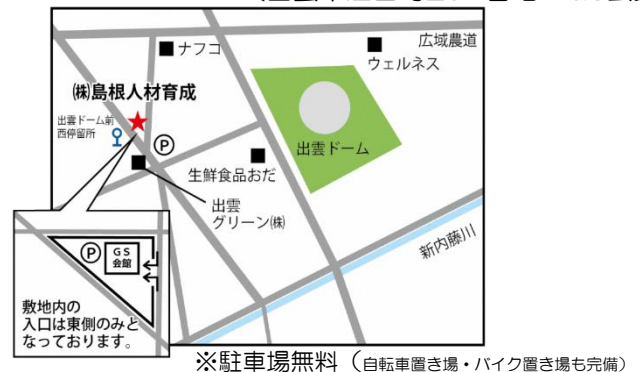 ナフコ
広域農道
ウェルネス
㈱島根人材育成
出雲ドーム前
西停留所
P
出雲ドーム
生鮮食品おだ
出雲
グリーン㈱
新内藤川
P
GS
会館
敷地内の
入口は東側のみと
なっております。
※駐車場無料（自転車置き場・バイク置き場も完備）